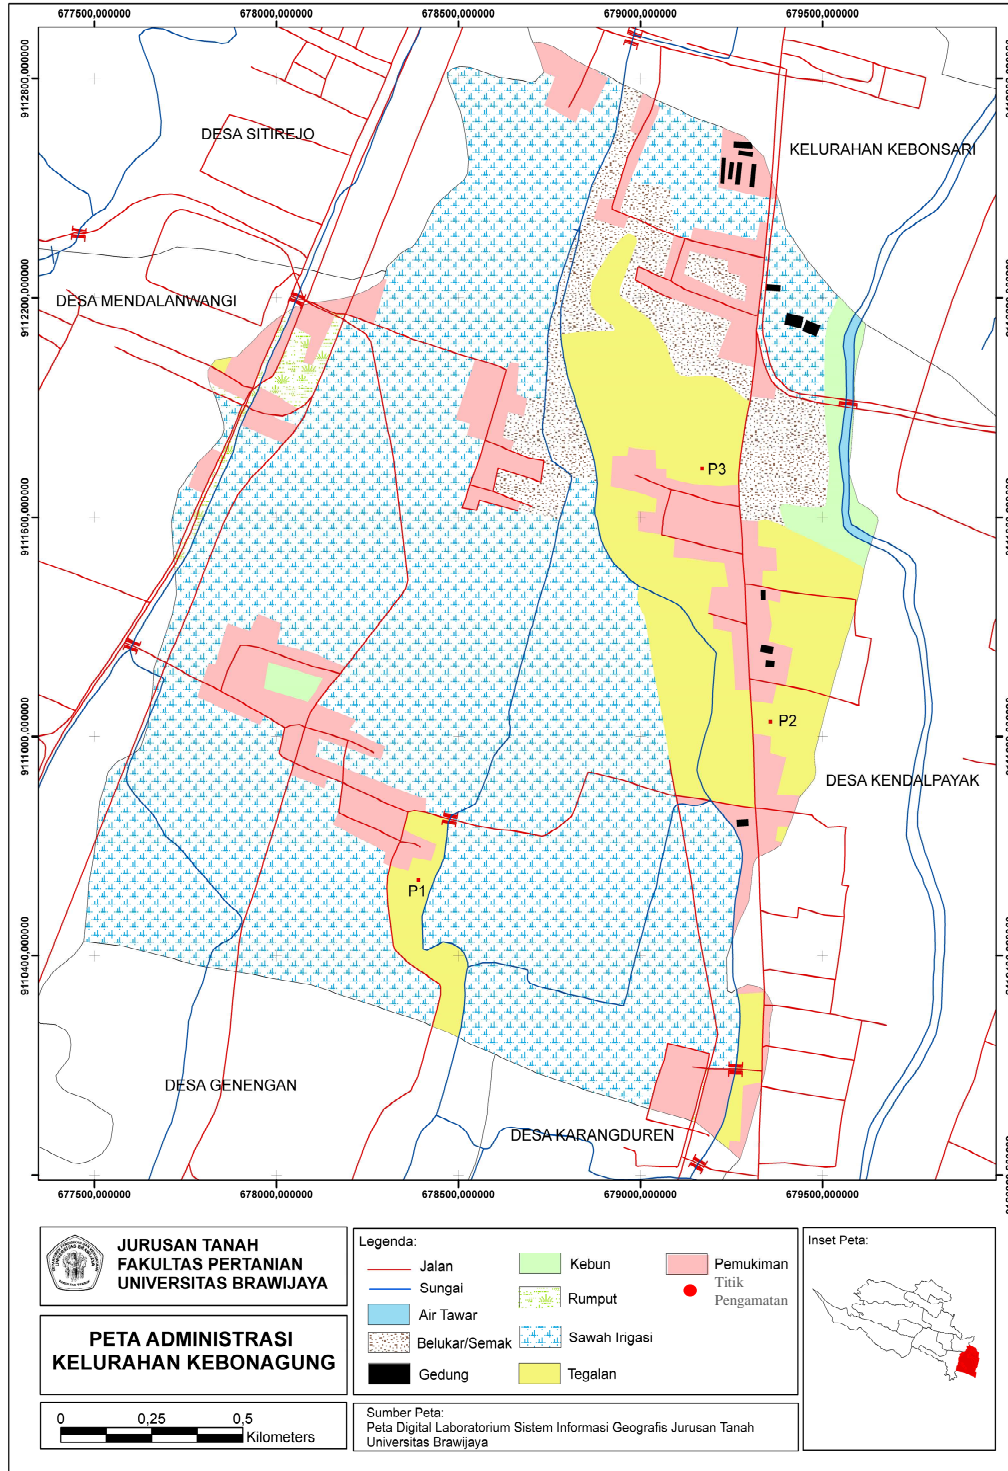 677500,000000 678000,000000 678500,000000 679000,000000 679500,000000
9112800,000000
9112200,000000
9111600,000000
9111000,000000
9110400,000000
DESA SITIREJO
KELURAHAN KEBONSARI
DESA MENDALANWANGI
P3
P2
DESA KENDALPAYAK
P1
DESA GENENGAN
DESA KARANGDUREN
677500,000000 678000,000000 678500,000000 679000,000000 679500,000000
JURUSAN TANAH
FAKULTAS PERTANIAN
UNIVERSITAS BRAWIJAYA
PETA ADMINISTRASI
KELURAHAN KEBONAGUNG
0 0,25 0,5
Kilometers
Legenda:
Jalan
Sungai
Air Tawar
Belukar/Semak
Gedung
Kebun
Rumput
Sawah Irigasi
Tegalan
Pemukiman
Titik
Pengamatan
Sumber Peta:
Peta Digital Laboratorium Sistem Informasi Geografis Jurusan Tanah
Universitas Brawijaya
Inset Peta: